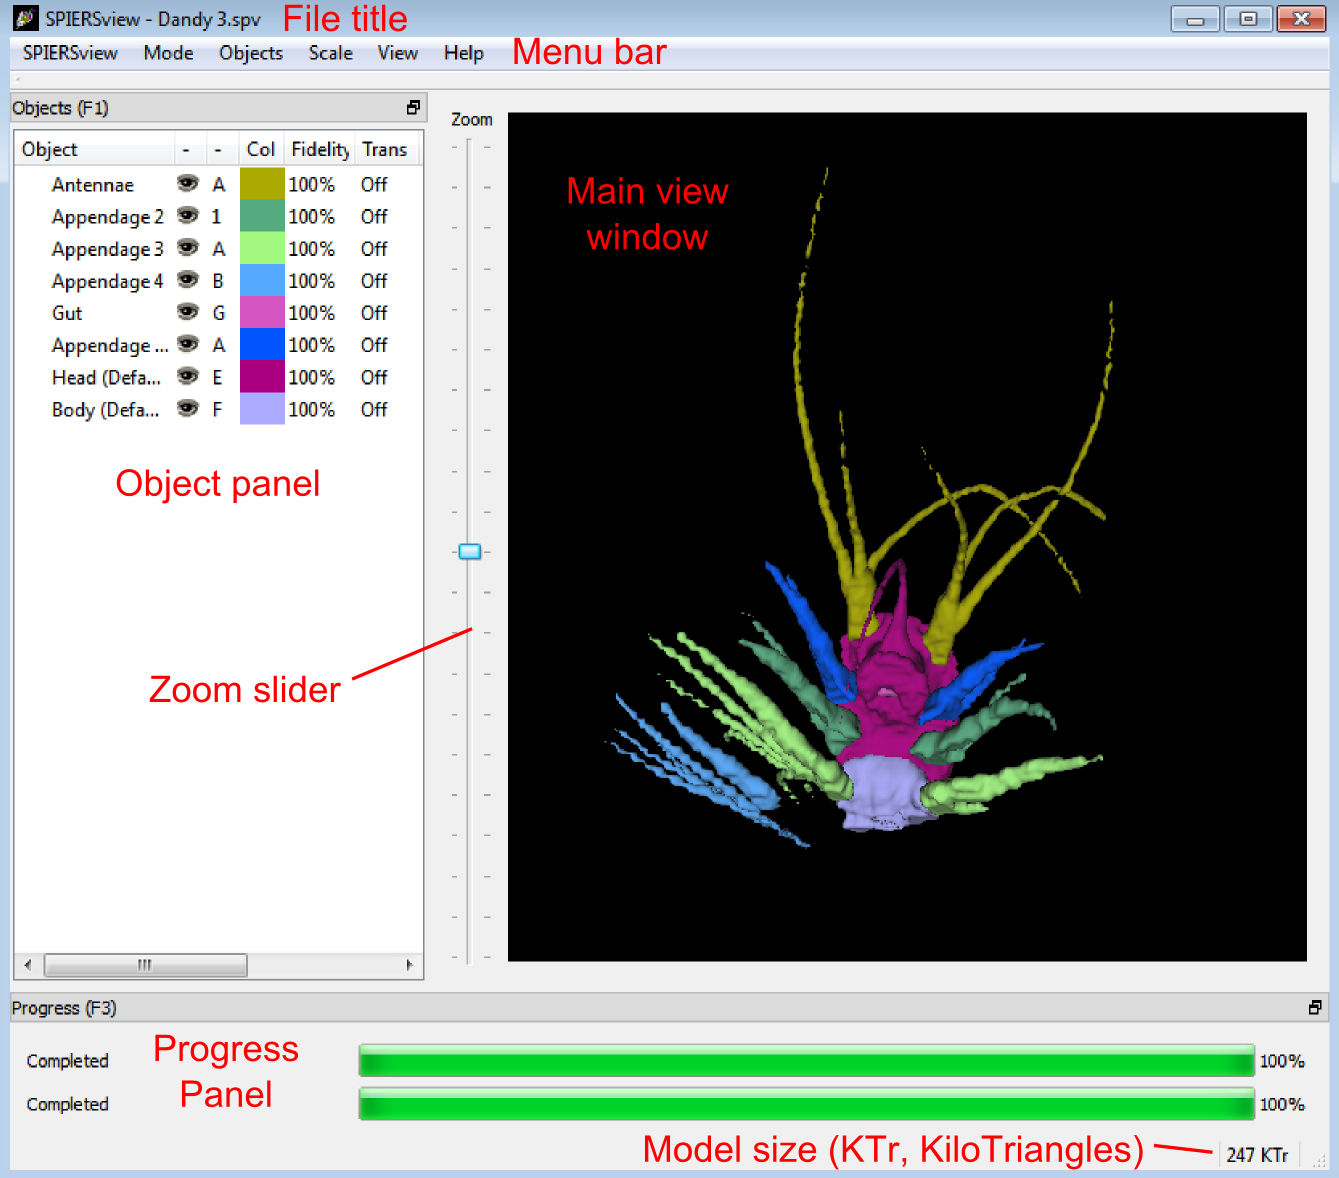 SPIERSview - Dandy 3.spv File title
SPIERSview Mode Objects Scale View Help Menu bar
Objects (F1)
Object - - Col Fidelity Trans
Antennae A 100% Off
Appendage 2 1 100% Off
Appendage 3 A 100% Off
Appendage 4 B 100% Off
Gut G 100% Off
Appendage ... A 100% Off
Head (Defa... E 100% Off
Body (Defa... F 100% Off
Object panel
Zoom
Main view
window
Zoom slider
Progress (F3)
Completed 100%
Completed 100%
Progress
Panel
Model size (KTr, KiloTriangles) 247 KTr